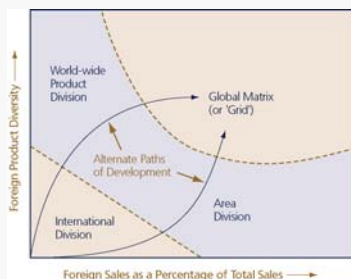 Foreign Product Diversity
World-wide
Product
Division
Global Matrix
(or 'Grid')
Alternate Paths
of Development
International
Division
Area
Division
Foreign Sales as a Percentage of Total Sales